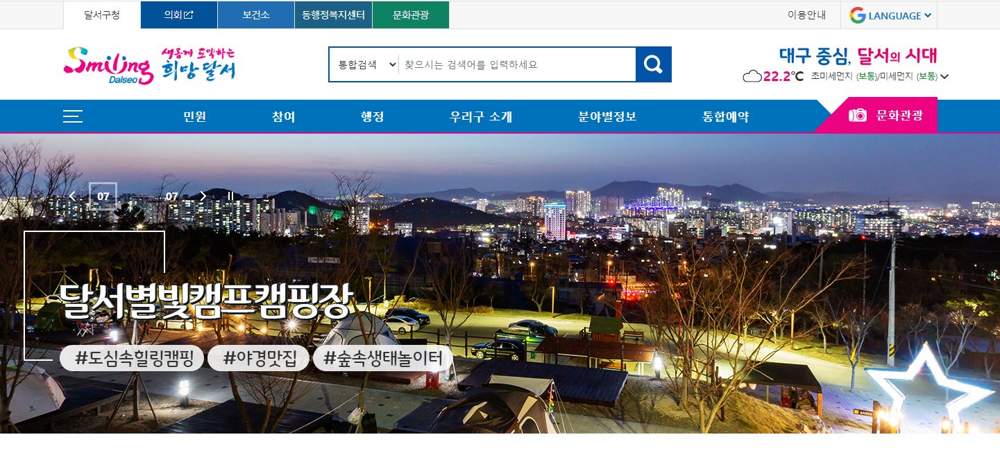 달서구청 의회 보건소 동행정복지센터 문화관광 이용안내 LANGUAGE
Smiling Dalseo 새롭게 도약하는 희망 달서
통합검색 찾으시는 검색어를 입력하세요
대구 중심, 달서의 시대
22.2℃ 초미세먼지 (보통)/미세먼지 (보통)
민원 참여 행정 우리구 소개 분야별정보 통합예약 문화관광
07 07
달서별빛캠프캠핑장
#도심속힐링캠핑 #야경맛집 #숲속생태놀이터